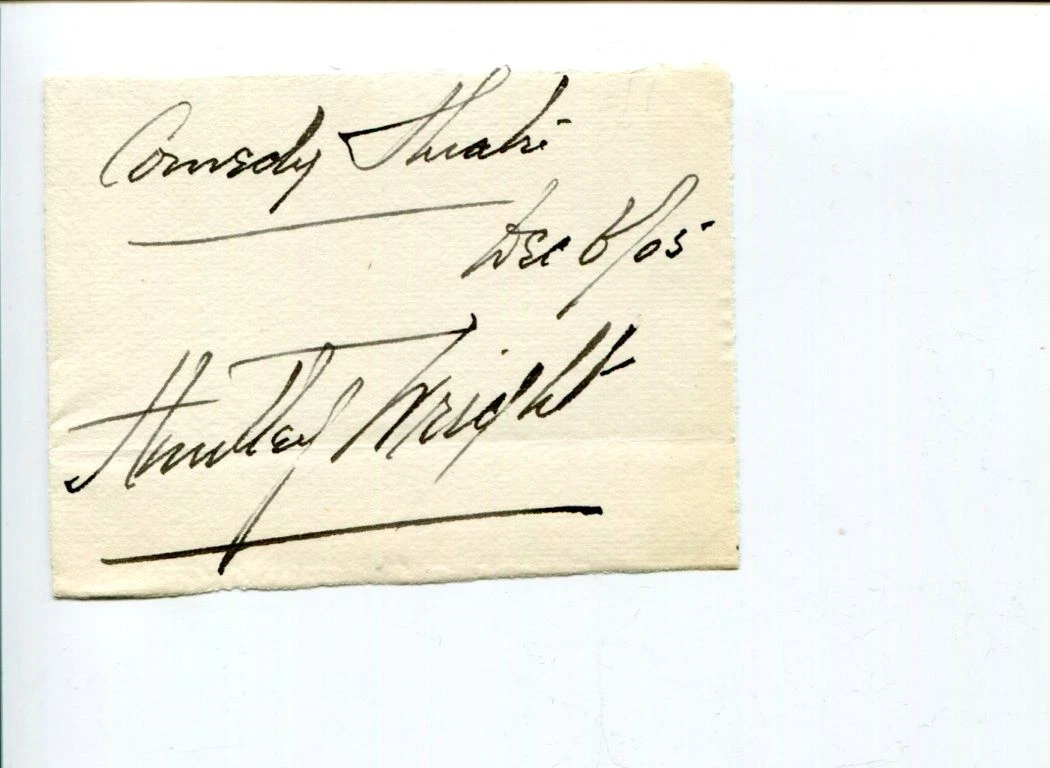 Comedy Theatre
Dec 6/05
Huntley Wright